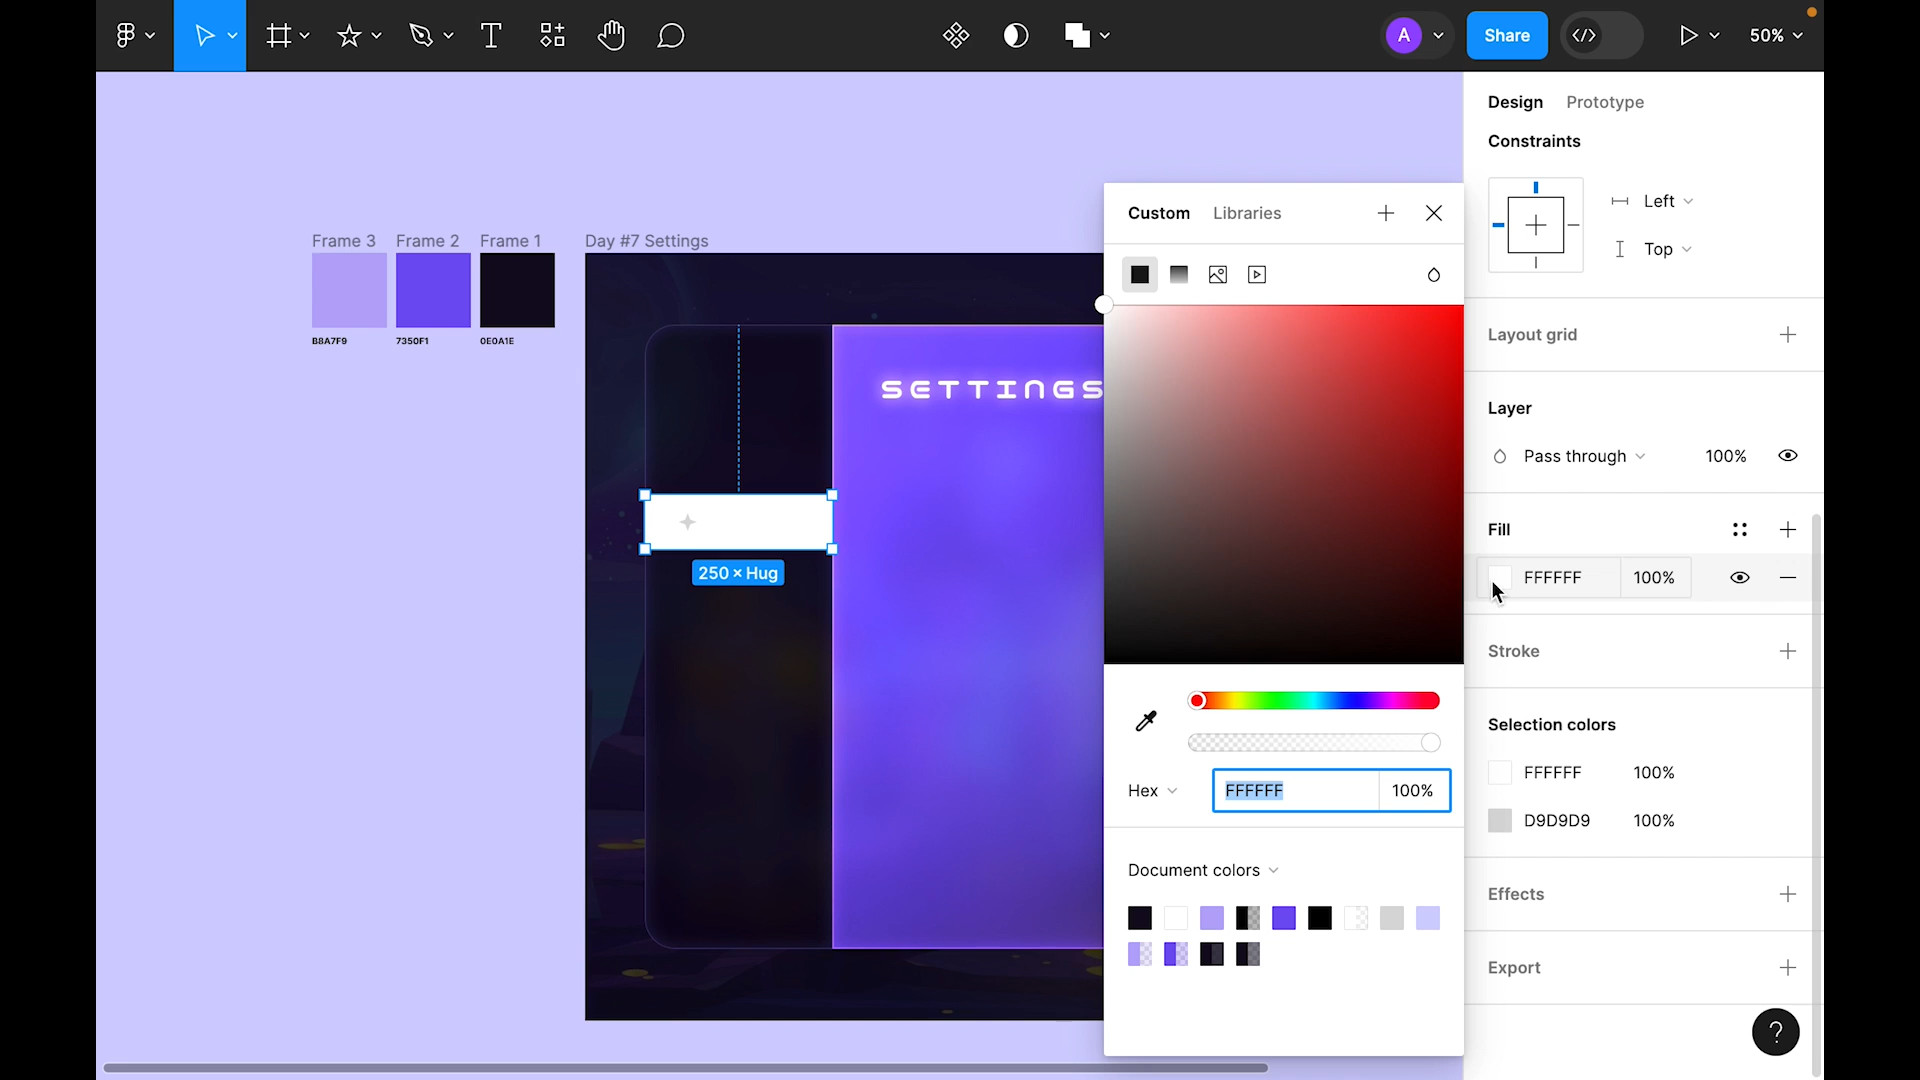 A
Share
50%
Design
Prototype
Constraints
Left
Top
Layout grid
Layer
Pass through
100%
Fill
FFFFFF
100%
Stroke
Selection colors
FFFFFF
100%
D9D9D9
100%
Effects
Export
?
Custom
Libraries
Hex
FFFFFF
100%
Document colors
Frame 3
Frame 2
Frame 1
B8A7F9
7350F1
0E0A1E
Day #7 Settings
SETTINGS
250 × Hug